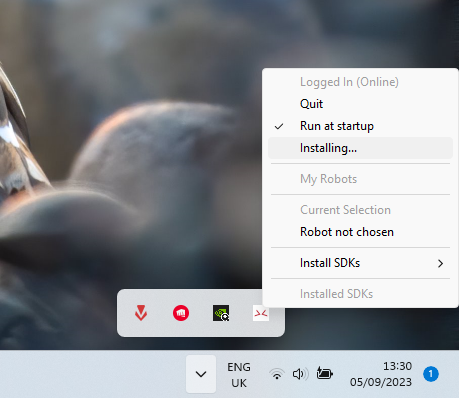 Logged In (Online)
Quit
Run at startup
Installing...
My Robots
Current Selection
Robot not chosen
Install SDKs
Installed SDKs
ENG
UK
13:30
05/09/2023
1